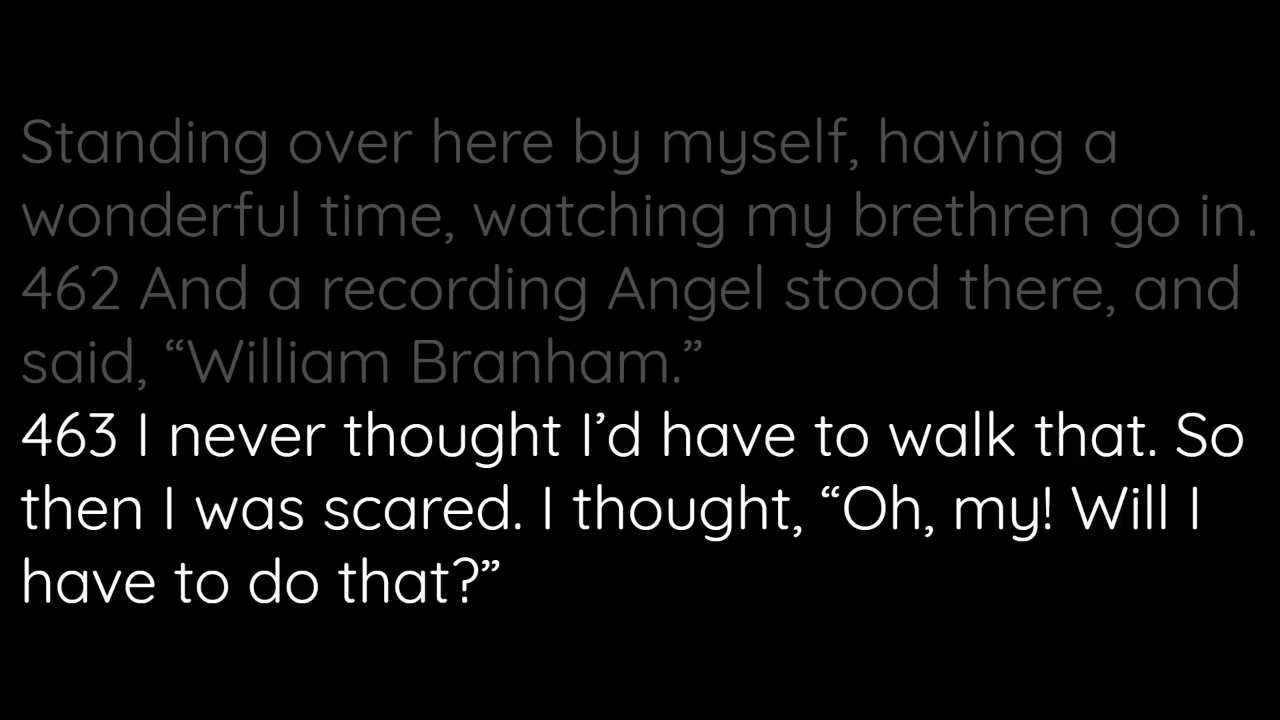 Standing over here by myself, having a
wonderful time, watching my brethren go in.
462 And a recording Angel stood there, and
said, “William Branham.”
463 I never thought I’d have to walk that. So
then I was scared. I thought, “Oh, my! Will I
have to do that?”